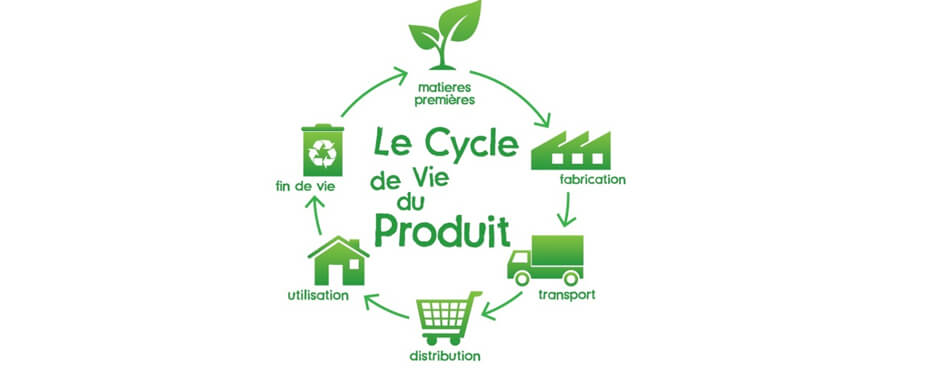 matieres
premières
Le Cycle
de Vie
du
Produit
fabrication
transport
distribution
utilisation
fin de vie